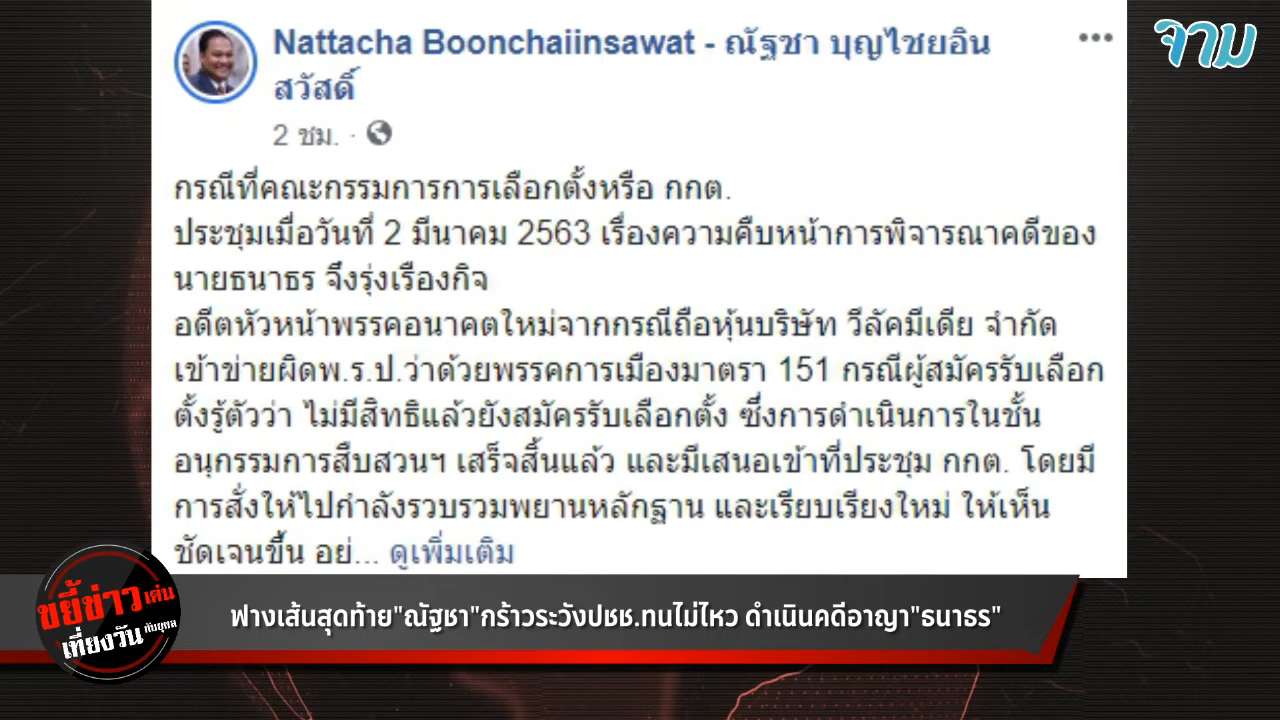 จาม
Nattacha Boonchaiinsawat - ณัฐชา บุญไชยอิน
สวัสดิ์
2 ชม. ·
กรณีที่คณะกรรมการการเลือกตั้งหรือ กกต.
ประชุมเมื่อวันที่ 2 มีนาคม 2563 เรื่องความคืบหน้าการพิจารณาคดีของ
นายธนาธร จึงรุ่งเรืองกิจ
อดีตหัวหน้าพรรคอนาคตใหม่จากกรณีถือหุ้นบริษัท วีลัคมีเดีย จำกัด
เข้าข่ายผิดพ.ร.ป.ว่าด้วยพรรคการเมืองมาตรา 151 กรณีผู้สมัครรับเลือก
ตั้งรู้ตัวว่า ไม่มีสิทธิแล้วยังสมัครรับเลือกตั้ง ซึ่งการดำเนินการในชั้น
อนุกรรมการสืบสวนฯ เสร็จสิ้นแล้ว และมีเสนอเข้าที่ประชุม กกต. โดยมี
การสั่งให้ไปกำลังรวบรวมพยานหลักฐาน และเรียบเรียงใหม่ ให้เห็น
ชัดเจนขึ้น อย่... ดูเพิ่มเติม
ขยี้ข่าวเด่น
เที่ยงวัน กับยุคล
ฟางเส้นสุดท้าย"ณัฐชา"กร้าวระวังปชช.ทนไม่ไหว ดำเนินคดีอาญา"ธนาธร"